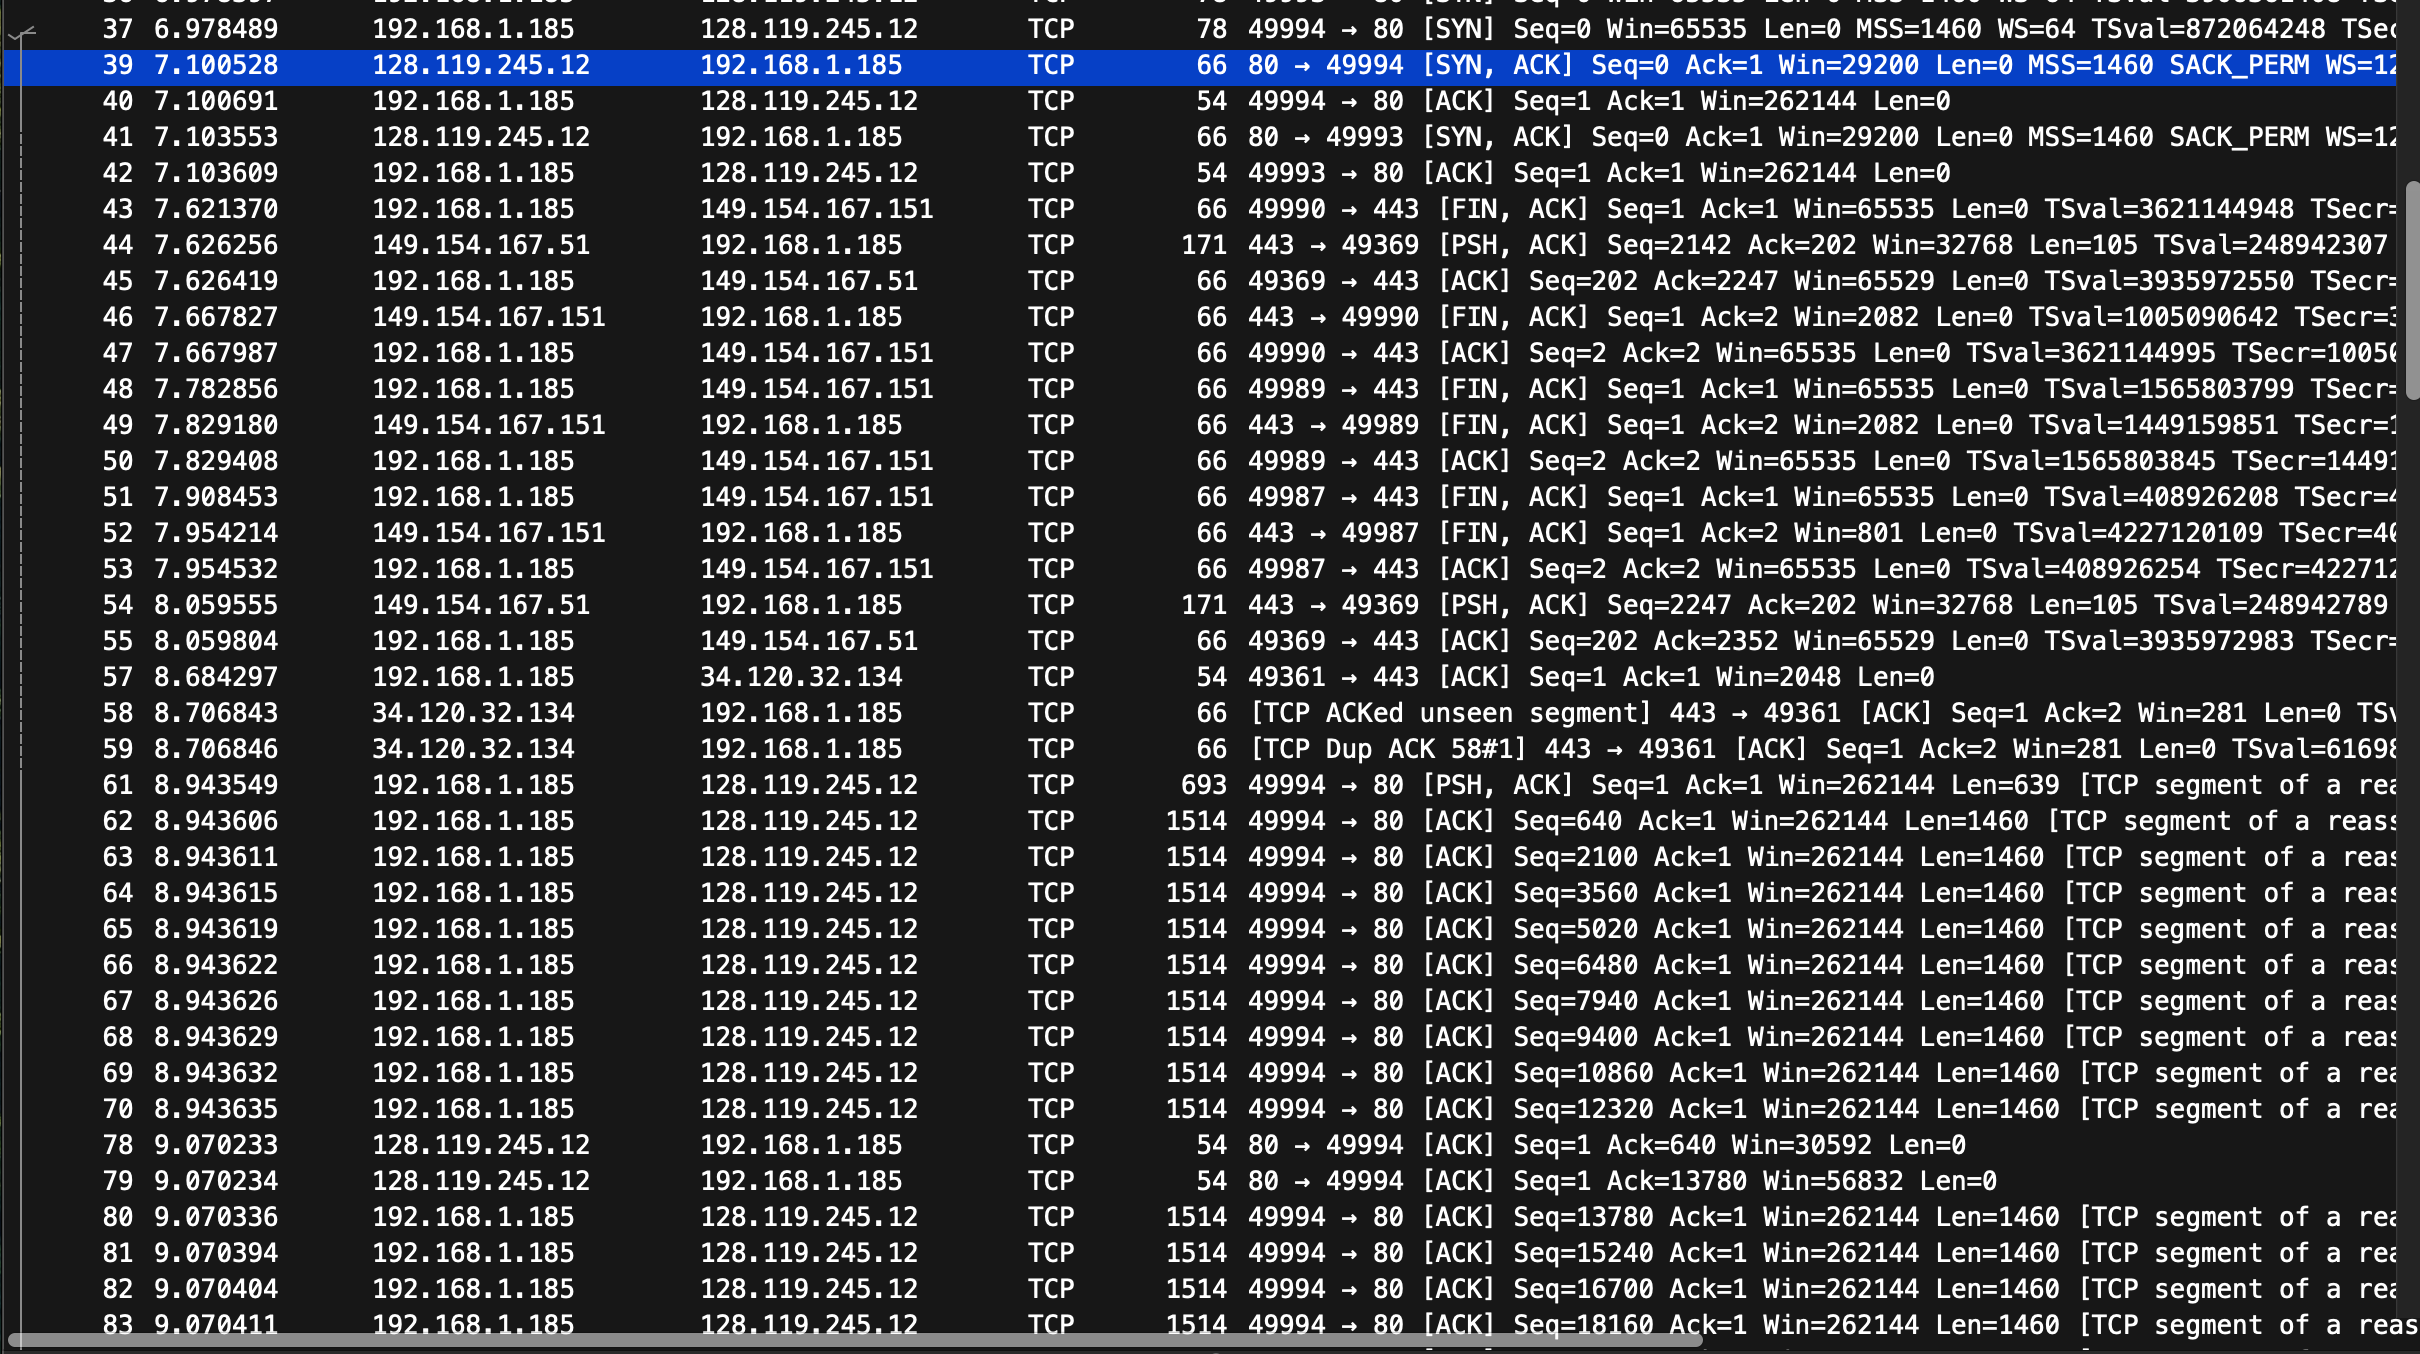 37 6.978489 192.168.1.185 128.119.245.12 TCP 78 49994 → 80 [SYN] Seq=0 Win=65535 Len=0 MSS=1460 WS=64 TSval=872064248 TSec
39 7.100528 128.119.245.12 192.168.1.185 TCP 66 80 → 49994 [SYN, ACK] Seq=0 Ack=1 Win=29200 Len=0 MSS=1460 SACK_PERM WS=12
40 7.100691 192.168.1.185 128.119.245.12 TCP 54 49994 → 80 [ACK] Seq=1 Ack=1 Win=262144 Len=0
41 7.103553 128.119.245.12 192.168.1.185 TCP 66 80 → 49993 [SYN, ACK] Seq=0 Ack=1 Win=29200 Len=0 MSS=1460 SACK_PERM WS=12
42 7.103609 192.168.1.185 128.119.245.12 TCP 54 49993 → 80 [ACK] Seq=1 Ack=1 Win=262144 Len=0
43 7.621370 192.168.1.185 149.154.167.151 TCP 66 49990 → 443 [FIN, ACK] Seq=1 Ack=1 Win=65535 Len=0 TSval=3621144948 TSecr=
44 7.626256 149.154.167.51 192.168.1.185 TCP 171 443 → 49369 [PSH, ACK] Seq=2142 Ack=202 Win=32768 Len=105 TSval=248942307
45 7.626419 192.168.1.185 149.154.167.51 TCP 66 49369 → 443 [ACK] Seq=202 Ack=2247 Win=65529 Len=0 TSval=3935972550 TSecr=
46 7.667827 149.154.167.151 192.168.1.185 TCP 66 443 → 49990 [FIN, ACK] Seq=1 Ack=2 Win=2082 Len=0 TSval=1005090642 TSecr=3
47 7.667987 192.168.1.185 149.154.167.151 TCP 66 49990 → 443 [ACK] Seq=2 Ack=2 Win=65535 Len=0 TSval=3621144995 TSecr=10050
48 7.782856 192.168.1.185 149.154.167.151 TCP 66 49989 → 443 [FIN, ACK] Seq=1 Ack=1 Win=65535 Len=0 TSval=1565803799 TSecr=
49 7.829180 149.154.167.151 192.168.1.185 TCP 66 443 → 49989 [FIN, ACK] Seq=1 Ack=2 Win=2082 Len=0 TSval=1449159851 TSecr=1
50 7.829408 192.168.1.185 149.154.167.151 TCP 66 49989 → 443 [ACK] Seq=2 Ack=2 Win=65535 Len=0 TSval=1565803845 TSecr=14491
51 7.908453 192.168.1.185 149.154.167.151 TCP 66 49987 → 443 [FIN, ACK] Seq=1 Ack=1 Win=65535 Len=0 TSval=408926208 TSecr=4
52 7.954214 149.154.167.151 192.168.1.185 TCP 66 443 → 49987 [FIN, ACK] Seq=1 Ack=2 Win=801 Len=0 TSval=4227120109 TSecr=40
53 7.954532 192.168.1.185 149.154.167.151 TCP 66 49987 → 443 [ACK] Seq=2 Ack=2 Win=65535 Len=0 TSval=408926254 TSecr=422712
54 8.059555 149.154.167.51 192.168.1.185 TCP 171 443 → 49369 [PSH, ACK] Seq=2247 Ack=202 Win=32768 Len=105 TSval=248942789
55 8.059804 192.168.1.185 149.154.167.51 TCP 66 49369 → 443 [ACK] Seq=202 Ack=2352 Win=65529 Len=0 TSval=3935972983 TSecr=
57 8.684297 192.168.1.185 34.120.32.134 TCP 54 49361 → 443 [ACK] Seq=1 Ack=1 Win=2048 Len=0
58 8.706843 34.120.32.134 192.168.1.185 TCP 66 [TCP ACKed unseen segment] 443 → 49361 [ACK] Seq=1 Ack=2 Win=281 Len=0 TSv
59 8.706846 34.120.32.134 192.168.1.185 TCP 66 [TCP Dup ACK 58#1] 443 → 49361 [ACK] Seq=1 Ack=2 Win=281 Len=0 TSval=61698
61 8.943549 192.168.1.185 128.119.245.12 TCP 693 49994 → 80 [PSH, ACK] Seq=1 Ack=1 Win=262144 Len=639 [TCP segment of a rea
62 8.943606 192.168.1.185 128.119.245.12 TCP 1514 49994 → 80 [ACK] Seq=640 Ack=1 Win=262144 Len=1460 [TCP segment of a reas
63 8.943611 192.168.1.185 128.119.245.12 TCP 1514 49994 → 80 [ACK] Seq=2100 Ack=1 Win=262144 Len=1460 [TCP segment of a reas
64 8.943615 192.168.1.185 128.119.245.12 TCP 1514 49994 → 80 [ACK] Seq=3560 Ack=1 Win=262144 Len=1460 [TCP segment of a reas
65 8.943619 192.168.1.185 128.119.245.12 TCP 1514 49994 → 80 [ACK] Seq=5020 Ack=1 Win=262144 Len=1460 [TCP segment of a reas
66 8.943622 192.168.1.185 128.119.245.12 TCP 1514 49994 → 80 [ACK] Seq=6480 Ack=1 Win=262144 Len=1460 [TCP segment of a reas
67 8.943626 192.168.1.185 128.119.245.12 TCP 1514 49994 → 80 [ACK] Seq=7940 Ack=1 Win=262144 Len=1460 [TCP segment of a reas
68 8.943629 192.168.1.185 128.119.245.12 TCP 1514 49994 → 80 [ACK] Seq=9400 Ack=1 Win=262144 Len=1460 [TCP segment of a reas
69 8.943632 192.168.1.185 128.119.245.12 TCP 1514 49994 → 80 [ACK] Seq=10860 Ack=1 Win=262144 Len=1460 [TCP segment of a rea
70 8.943635 192.168.1.185 128.119.245.12 TCP 1514 49994 → 80 [ACK] Seq=12320 Ack=1 Win=262144 Len=1460 [TCP segment of a rea
78 9.070233 128.119.245.12 192.168.1.185 TCP 54 80 → 49994 [ACK] Seq=1 Ack=640 Win=30592 Len=0
79 9.070234 128.119.245.12 192.168.1.185 TCP 54 80 → 49994 [ACK] Seq=1 Ack=13780 Win=56832 Len=0
80 9.070336 192.168.1.185 128.119.245.12 TCP 1514 49994 → 80 [ACK] Seq=13780 Ack=1 Win=262144 Len=1460 [TCP segment of a rea
81 9.070394 192.168.1.185 128.119.245.12 TCP 1514 49994 → 80 [ACK] Seq=15240 Ack=1 Win=262144 Len=1460 [TCP segment of a rea
82 9.070404 192.168.1.185 128.119.245.12 TCP 1514 49994 → 80 [ACK] Seq=16700 Ack=1 Win=262144 Len=1460 [TCP segment of a rea
83 9.070411 192.168.1.185 128.119.245.12 TCP 1514 49994 → 80 [ACK] Seq=18160 Ack=1 Win=262144 Len=1460 [TCP segment of a reas